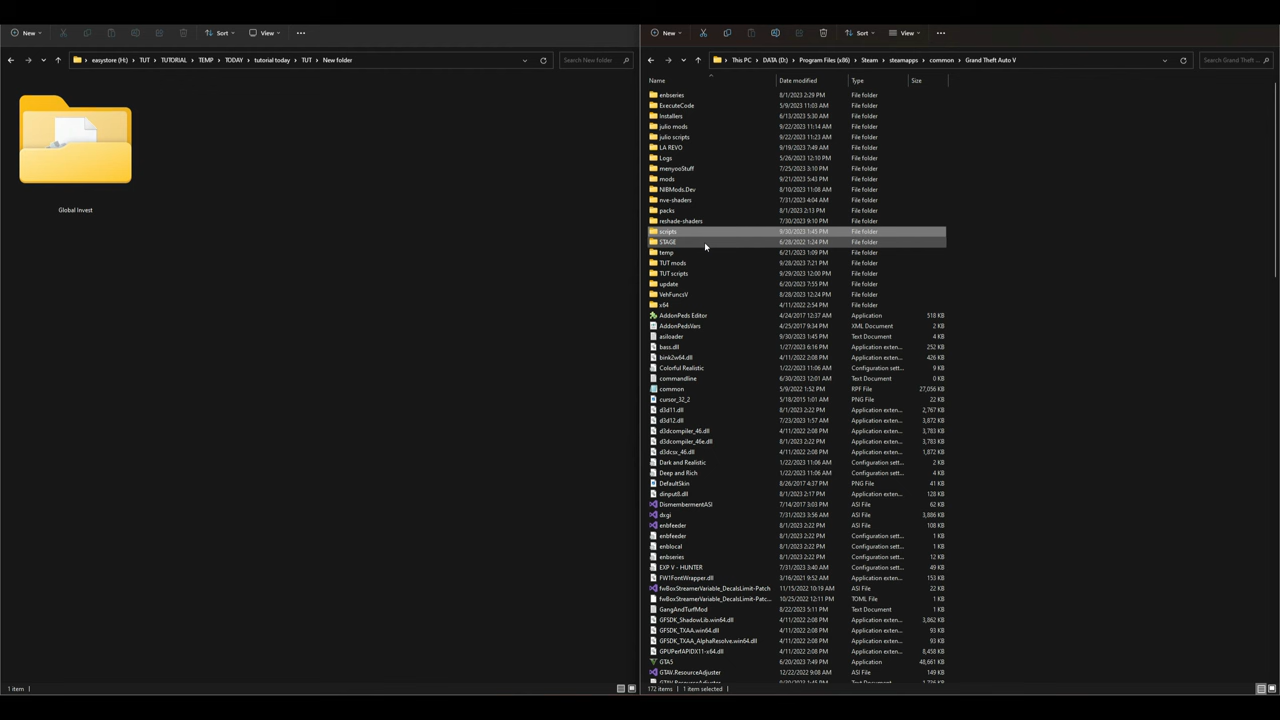 New Sort View
easystore (H:) TUT TUTORIAL TEMP TODAY tutorial today TUT New folder Search New folder
Global Invest
1 item
New Sort View
This PC DATA (D:) Program Files (x86) Steam steamapps common Grand Theft Auto V Search Grand Theft...
Name Date modified Type Size
enbseries 8/1/2023 2:29 PM File folder
ExecuteCode 5/9/2023 11:03 AM File folder
Installers 6/13/2023 5:30 AM File folder
julio mods 9/22/2023 11:14 AM File folder
julio scripts 9/22/2023 11:23 AM File folder
LA REVO 9/19/2023 7:49 AM File folder
Logs 5/26/2023 12:10 PM File folder
menyooStuff 7/25/2023 3:10 PM File folder
mods 9/21/2023 5:43 PM File folder
NIBMods.Dev 8/10/2023 11:08 AM File folder
nve-shaders 7/31/2023 4:04 AM File folder
packs 8/1/2023 2:13 PM File folder
reshade-shaders 7/30/2023 9:10 PM File folder
scripts 9/30/2023 1:45 PM File folder
STAGE 6/28/2022 1:24 PM File folder
temp 6/21/2023 1:09 PM File folder
TUT mods 9/28/2023 7:21 PM File folder
TUT scripts 9/29/2023 12:00 PM File folder
update 6/20/2023 7:55 PM File folder
VehFuncsV 8/28/2023 12:24 PM File folder
x64 4/11/2022 2:54 PM File folder
AddonPeds Editor 4/24/2017 12:37 AM Application 518 KB
AddonPedsVars 4/25/2017 9:34 PM XML Document 2 KB
asiloader 9/30/2023 1:45 PM Text Document 4 KB
bass.dll 1/27/2023 6:16 PM Application exten... 252 KB
bink2w64.dll 4/11/2022 2:08 PM Application exten... 426 KB
Colorful Realistic 1/22/2023 11:06 AM Configuration sett... 9 KB
commandline 6/30/2023 12:01 AM Text Document 0 KB
common 5/9/2022 1:52 PM RPF File 27,056 KB
cursor_32_2 5/18/2015 1:01 AM PNG File 22 KB
d3d11.dll 8/1/2023 2:22 PM Application exten... 2,767 KB
d3d12.dll 7/23/2023 1:57 AM Application exten... 3,872 KB
d3dcompiler_46.dll 4/11/2022 2:08 PM Application exten... 3,783 KB
d3dcompiler_46e.dll 8/1/2023 2:22 PM Application exten... 3,783 KB
d3dcsx_46.dll 4/11/2022 2:08 PM Application exten... 1,872 KB
Dark and Realistic 1/22/2023 11:06 AM Configuration sett... 2 KB
Deep and Rich 1/22/2023 11:06 AM Configuration sett... 4 KB
DefaultSkin 8/26/2017 4:37 PM PNG File 41 KB
dinput8.dll 8/1/2023 2:17 PM Application exten... 128 KB
DismembermentASI 7/14/2017 3:03 PM ASI File 62 KB
dxgi 7/31/2023 3:56 AM ASI File 3,886 KB
enbfeeder 8/1/2023 2:22 PM ASI File 108 KB
enbfeeder 8/1/2023 2:22 PM Configuration sett... 1 KB
enblocal 8/1/2023 2:22 PM Configuration sett... 1 KB
enbseries 8/1/2023 2:22 PM Configuration sett... 12 KB
EXP V - HUNTER 7/31/2023 3:40 AM Configuration sett... 49 KB
FW1FontWrapper.dll 3/16/2021 9:52 AM Application exten... 153 KB
fwBoxStreamerVariable_DecalsLimit-Patch 11/15/2022 10:19 AM ASI File 22 KB
fwBoxStreamerVariable_DecalsLimit-Patc... 10/25/2022 12:11 PM TOML File 1 KB
GangAndTurfMod 8/22/2023 5:11 PM Text Document 1 KB
GFSDK_ShadowLib.win64.dll 4/11/2022 2:08 PM Application exten... 3,862 KB
GFSDK_TXAA.win64.dll 4/11/2022 2:08 PM Application exten... 93 KB
GFSDK_TXAA_AlphaResolve.win64.dll 4/11/2022 2:08 PM Application exten... 93 KB
GPUPerfAPIDX11-x64.dll 4/11/2022 2:08 PM Application exten... 8,458 KB
GTA5 6/20/2023 7:49 PM Application 48,661 KB
GTAV.ResourceAdjuster 12/22/2022 9:08 AM ASI File 149 KB
172 items 1 item selected